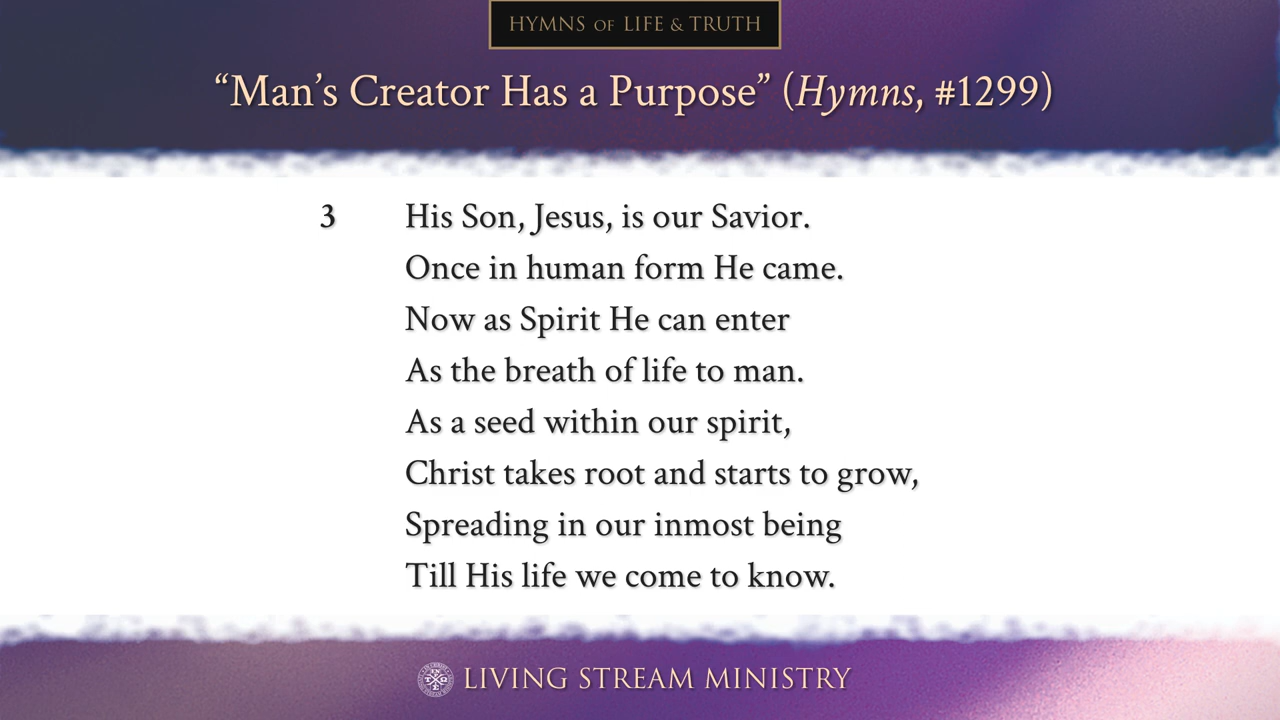 HYMNS OF LIFE & TRUTH
“Man’s Creator Has a Purpose” (Hymns, #1299)
3 His Son, Jesus, is our Savior.
Once in human form He came.
Now as Spirit He can enter
As the breath of life to man.
As a seed within our spirit,
Christ takes root and starts to grow,
Spreading in our inmost being
Till His life we come to know.
LIVING STREAM MINISTRY